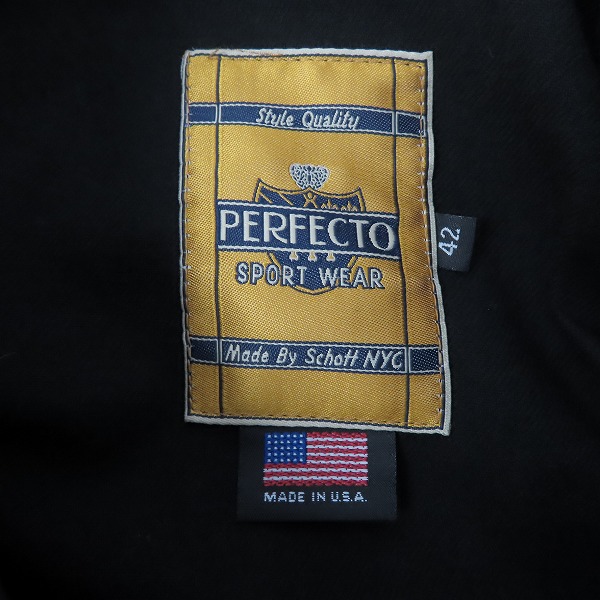 Style Quality
PERFECTO
SPORT WEAR
42
Made By Schott NYC
MADE IN U.S.A.